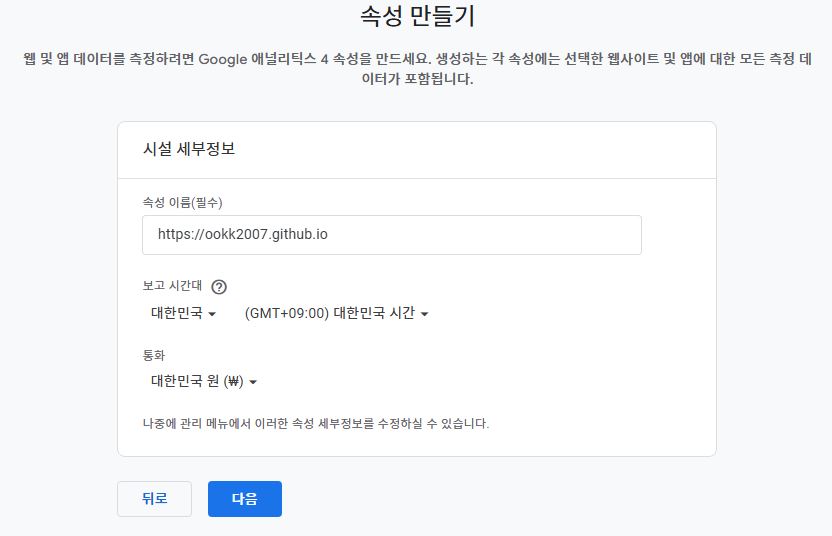 속성 만들기
웹 및 앱 데이터를 측정하려면 Google 애널리틱스 4 속성을 만드세요. 생성하는 각 속성에는 선택한 웹사이트 및 앱에 대한 모든 측정 데
이터가 포함됩니다.
시설 세부정보
속성 이름(필수)
https://ookk2007.github.io
보고 시간대 ?
대한민국 (GMT+09:00) 대한민국 시간
통화
대한민국 원 (₩)
나중에 관리 메뉴에서 이러한 속성 세부정보를 수정하실 수 있습니다.
뒤로 다음